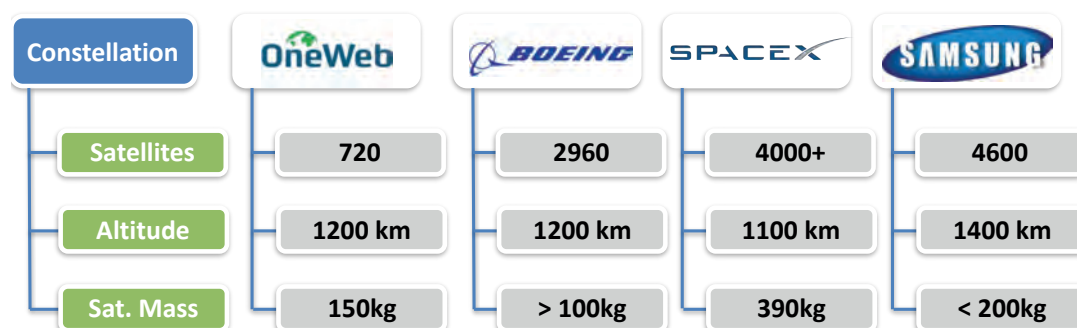 Constellation OneWeb BOEING SPACEX SAMSUNG
Satellites 720 2960 4000+ 4600
Altitude 1200 km 1200 km 1100 km 1400 km
Sat. Mass 150kg > 100kg 390kg < 200kg